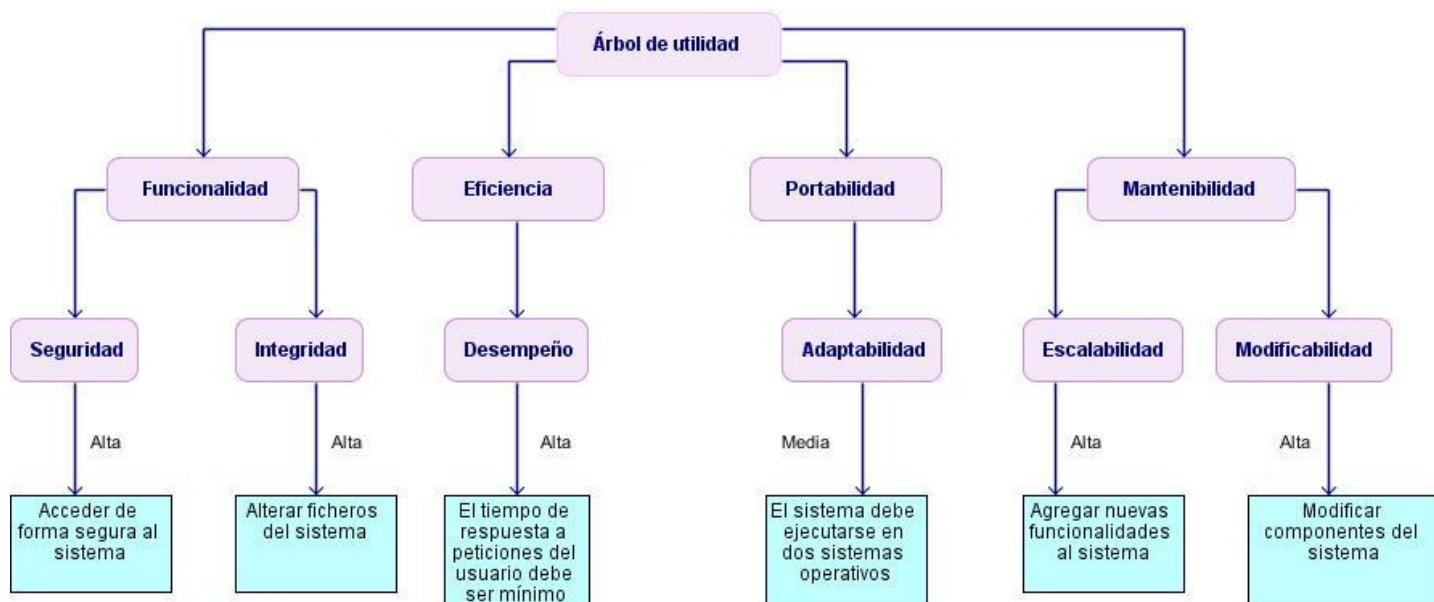 Árbol de utilidad
Funcionalidad
Eficiencia
Portabilidad
Mantenibilidad
Seguridad
Integridad
Desempeño
Adaptabilidad
Escalabilidad
Modificabilidad
Alta
Alta
Alta
Media
Alta
Alta
Acceder de
forma segura al
sistema
Alterar ficheros
del sistema
El tiempo de
respuesta a
peticiones del
usuario debe
ser mínimo
El sistema debe
ejecutarse en
dos sistemas
operativos
Agregar nuevas
funcionalidades
al sistema
Modificar
componentes del
sistema